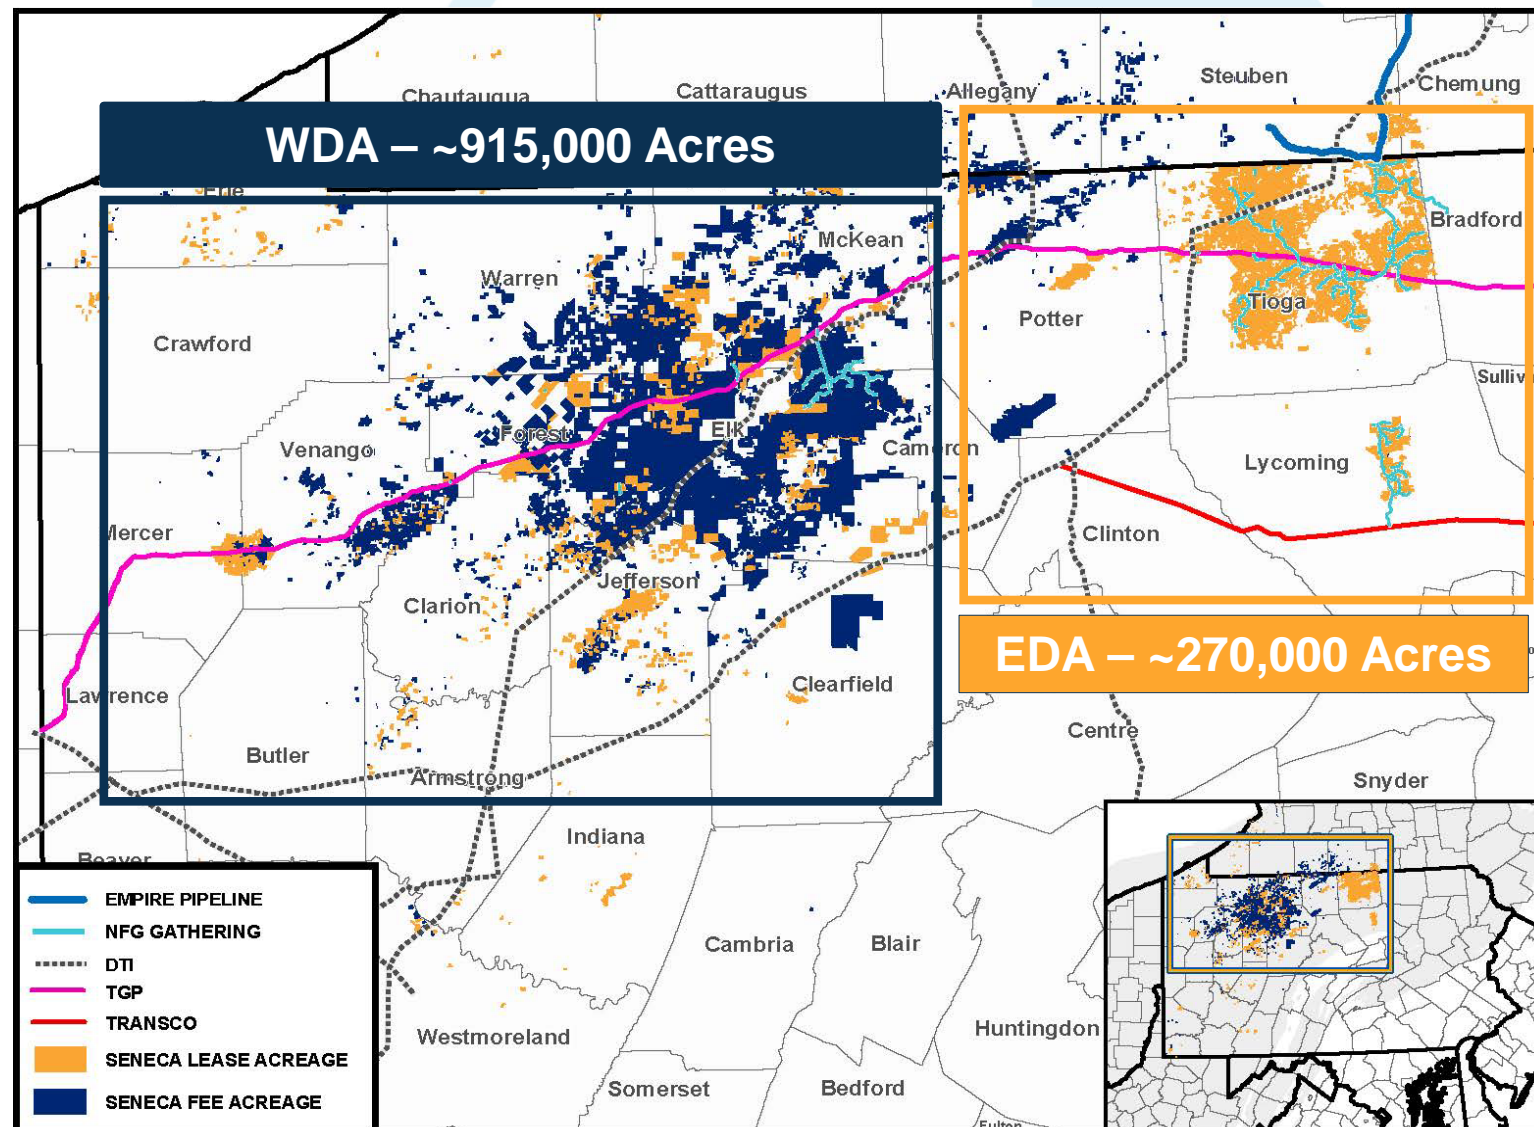 Steuben
Chemung
Cattaraugus
Allegany
Chautauqua
WDA – ~915,000 Acres
Erie
Bradford
McKean
Warren
Tioga
Potter
Crawford
Sulliv
Forest
Elk
Venango
Cameron
Lycoming
Mercer
Clinton
Jefferson
Clarion
EDA – ~270,000 Acres
Clearfield
Lawrence
Centre
Butler
Armstrong
Snyder
Indiana
Beaver
EMPIRE PIPELINE
NFG GATHERING
DTI
TGP
TRANSCO
SENECA LEASE ACREAGE
SENECA FEE ACREAGE
Cambria
Blair
Huntingdon
Westmoreland
Somerset
Bedford
Fulton